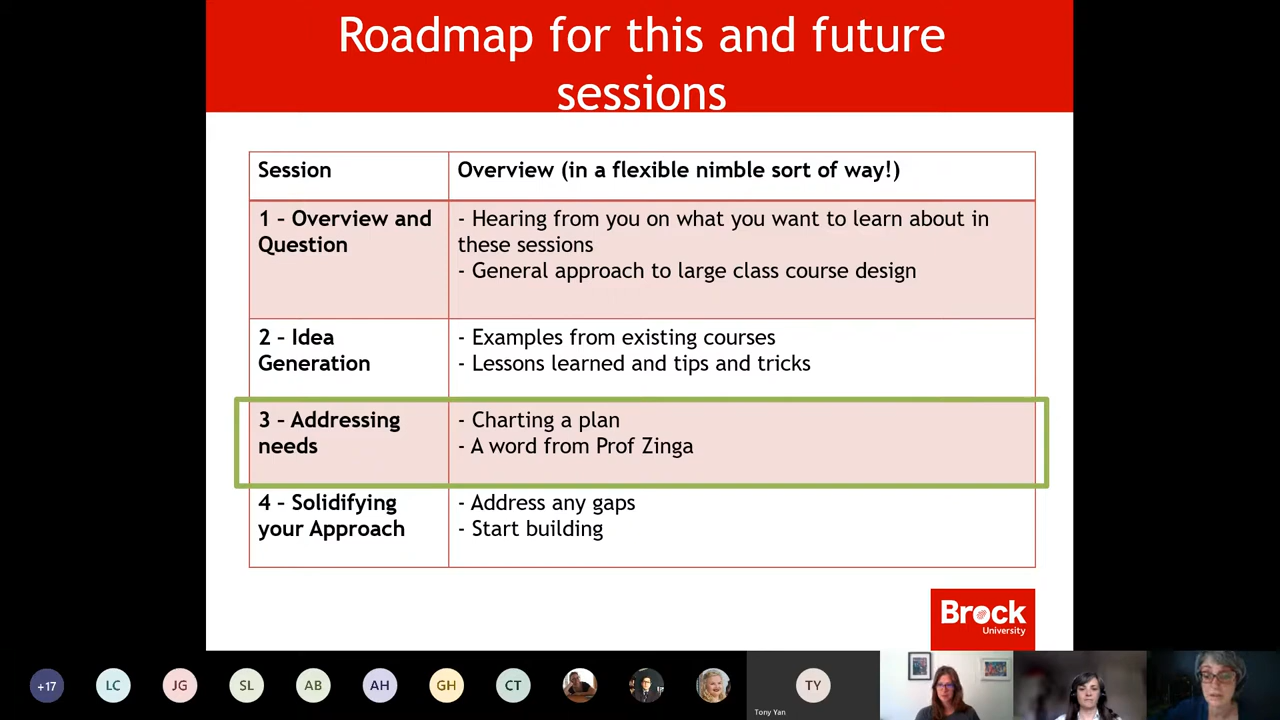 Roadmap for this and future
sessions
Session
Overview (in a flexible nimble sort of way!)
1 – Overview and
Question
- Hearing from you on what you want to learn about in
these sessions
- General approach to large class course design
2 – Idea
Generation
- Examples from existing courses
- Lessons learned and tips and tricks
3 – Addressing
needs
- Charting a plan
- A word from Prof Zinga
4 – Solidifying
your Approach
- Address any gaps
- Start building
Brock
University
+17
LC
JG
SL
AB
AH
GH
CT
TY
Tony Yan